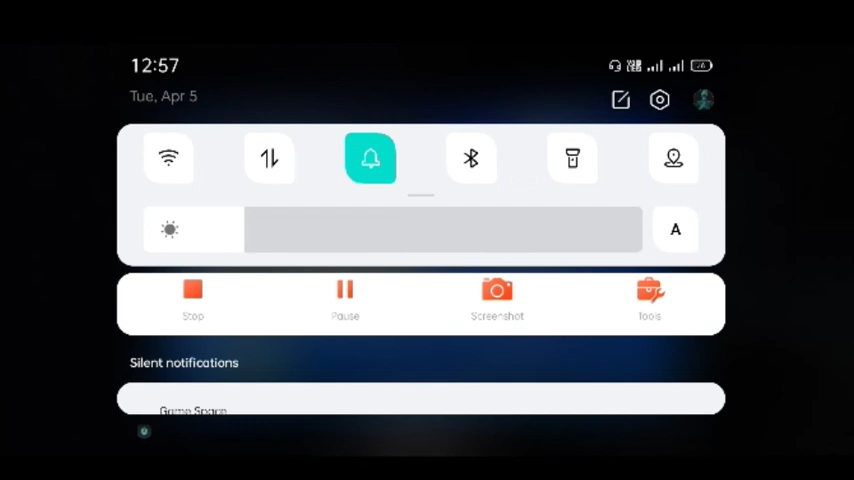 12:57
Tue, Apr 5
A
Stop
Pause
Screenshot
Tools
Silent notifications
Game Space